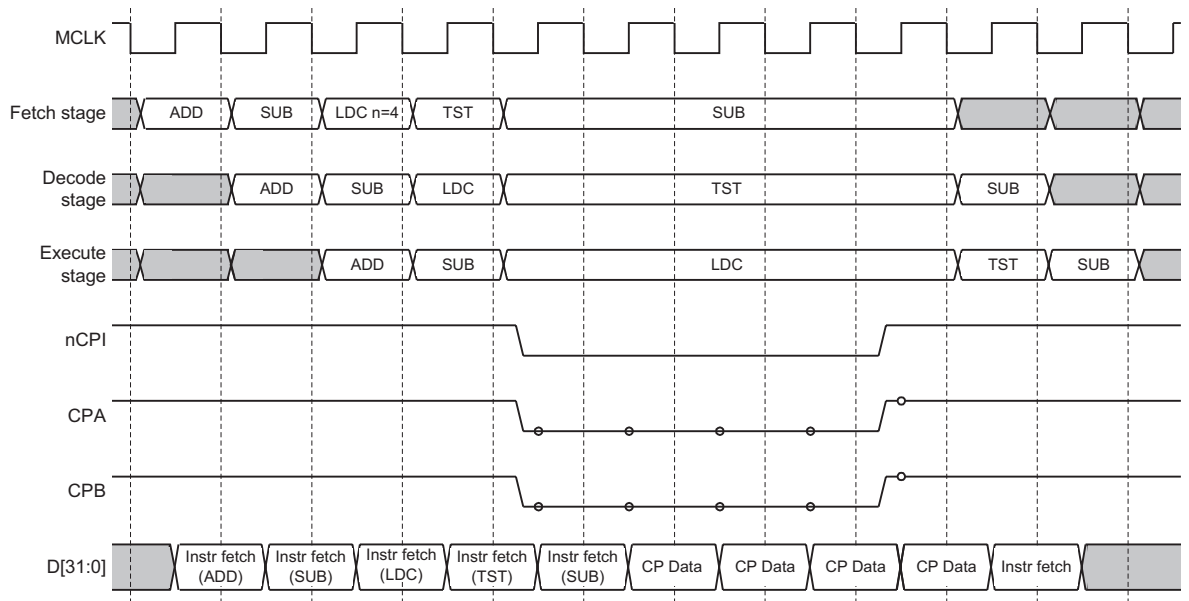 MCLK
Fetch stage
ADD
SUB
LDC n=4
TST
SUB
Decode
stage
ADD
SUB
LDC
TST
SUB
Execute
stage
ADD
SUB
LDC
TST
SUB
nCPI
CPA
CPB
D[31:0]
Instr fetch
(ADD)
Instr fetch
(SUB)
Instr fetch
(LDC)
Instr fetch
(TST)
Instr fetch
(SUB)
CP Data
CP Data
CP Data
CP Data
Instr fetch